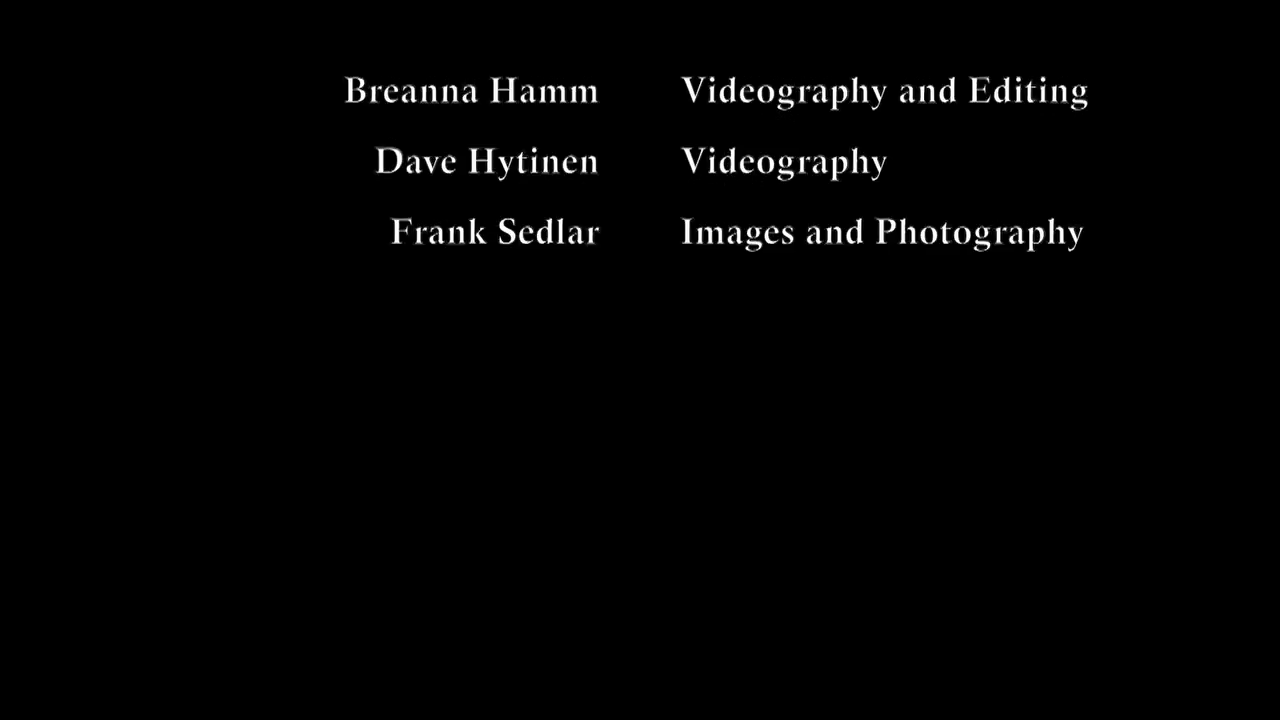 Breanna Hamm Videography and Editing
Dave Hytinen Videography
Frank Sedlar Images and Photography